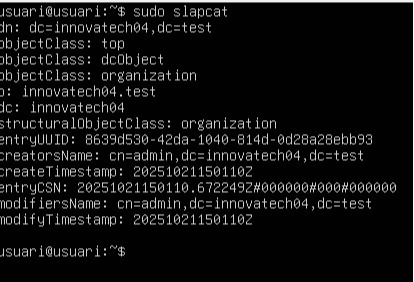 usuari@usuari:~$ sudo slapcat
dn: dc=innovatech04,dc=test
objectClass: top
objectClass: dcObject
objectClass: organization
o: innovatech04.test
dc: innovatech04
structuralObjectClass: organization
entryUUID: 8639d530-42da-1040-814d-0d28a28ebb93
creatorsName: cn=admin,dc=innovatech04,dc=test
createTimestamp: 20251021150110Z
entryCSN: 20251021150110.672249Z#000000#000#000000
modifiersName: cn=admin,dc=innovatech04,dc=test
modifyTimestamp: 20251021150110Z
usuari@usuari:~$